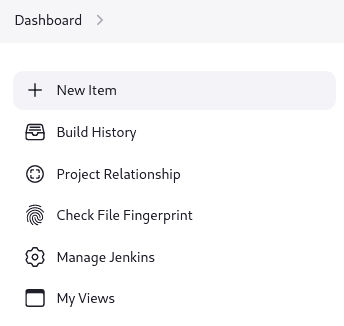 Dashboard
New Item
Build History
Project Relationship
Check File Fingerprint
Manage Jenkins
My Views